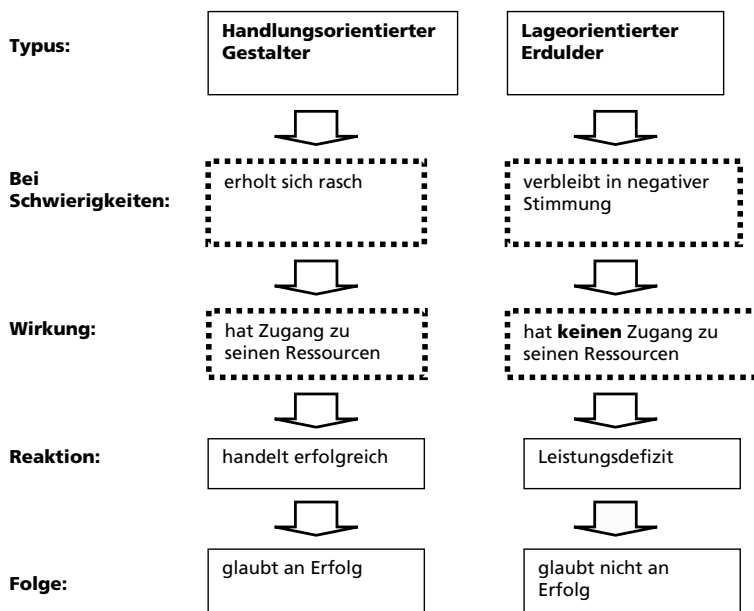 Typus:
Handlungsorientierter
Gestalter
Lageorientierter
Erdulder
Bei
Schwierigkeiten:
erholt sich rasch
verbleibt in negativer
Stimmung
Wirkung:
hat Zugang zu
seinen Ressourcen
hat keinen Zugang zu
seinen Ressourcen
Reaktion:
handelt erfolgreich
Leistungsdefizit
Folge:
glaubt an Erfolg
glaubt nicht an
Erfolg